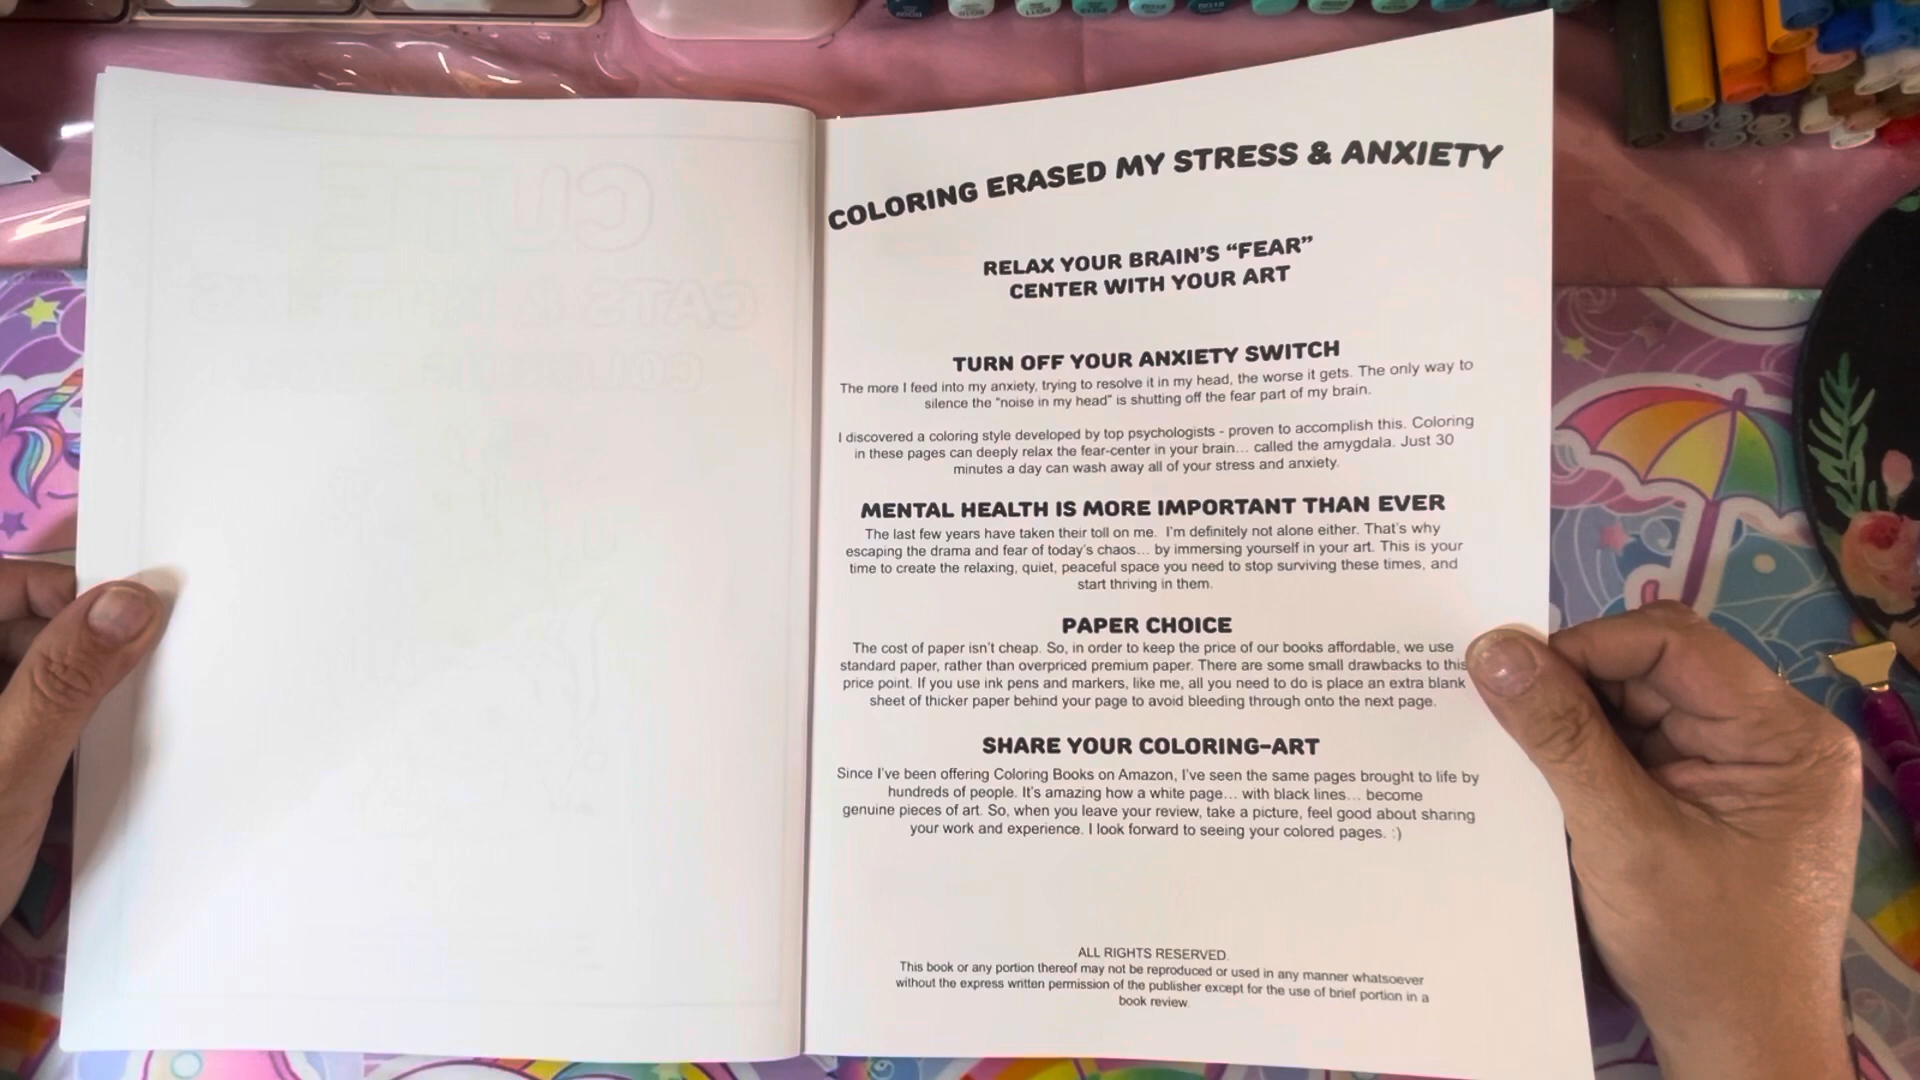 COLORING ERASED MY STRESS & ANXIETY
RELAX YOUR BRAIN'S “FEAR”
CENTER WITH YOUR ART
TURN OFF YOUR ANXIETY SWITCH
The more I feed into my anxiety, trying to resolve it in my head, the worse it gets. The only way to
silence the "noise in my head" is shutting off the fear part of my brain.
I discovered a coloring style developed by top psychologists - proven to accomplish this. Coloring
in these pages can deeply relax the fear-center in your brain... called the amygdala. Just 30
minutes a day can wash away all of your stress and anxiety.
MENTAL HEALTH IS MORE IMPORTANT THAN EVER
The last few years have taken their toll on me. I'm definitely not alone either. That's why
escaping the drama and fear of today's chaos... by immersing yourself in your art. This is your
time to create the relaxing, quiet, peaceful space you need to stop surviving these times, and
start thriving in them.
PAPER CHOICE
The cost of paper isn't cheap. So, in order to keep the price of our books affordable, we use
standard paper, rather than overpriced premium paper. There are some small drawbacks to this
price point. If you use ink pens and markers, like me, all you need to do is place an extra blank
sheet of thicker paper behind your page to avoid bleeding through onto the next page.
SHARE YOUR COLORING-ART
Since I've been offering Coloring Books on Amazon, I've seen the same pages brought to life by
hundreds of people. It's amazing how a white page... with black lines... become
genuine pieces of art. So, when you leave your review, take a picture, feel good about sharing
your work and experience. I look forward to seeing your colored pages. :)
ALL RIGHTS RESERVED.
This book or any portion thereof may not be reproduced or used in any manner whatsoever
without the express written permission of the publisher except for the use of brief portion in a
book review.